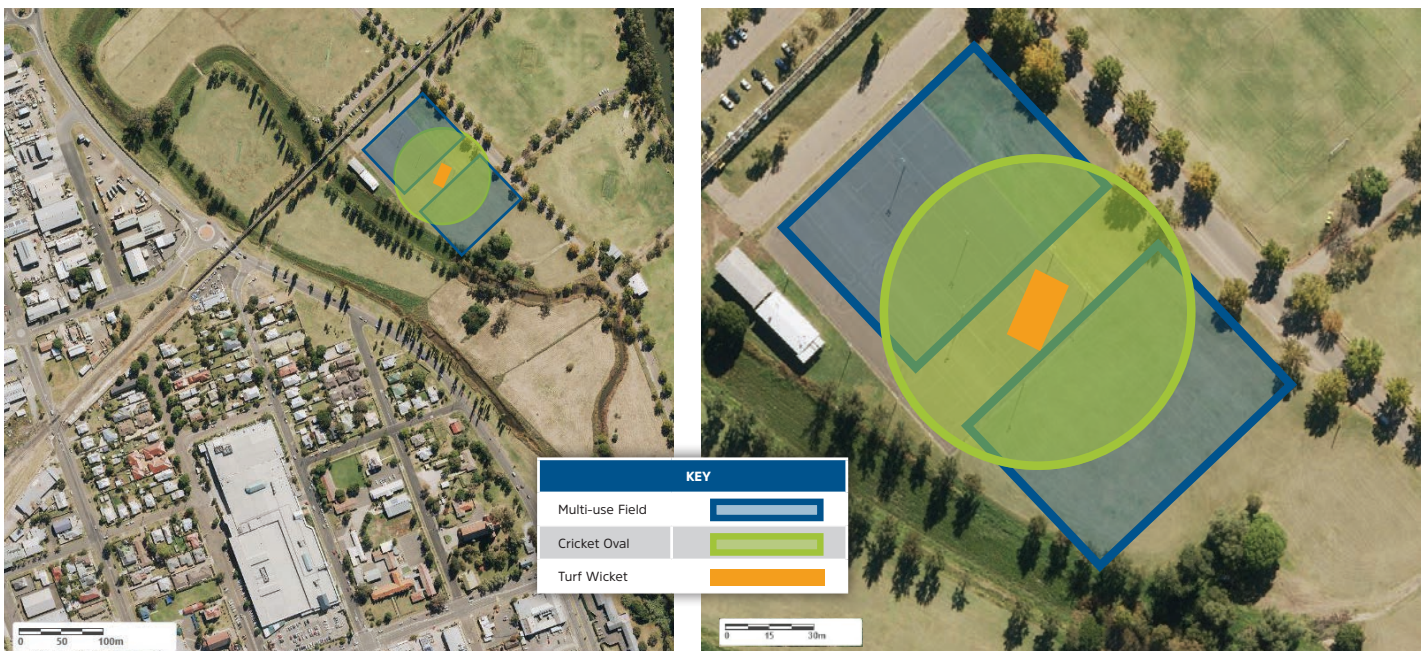 KEY
Multi-use Field
Cricket Oval
Turf Wicket
0 50 100m
0 15 30m